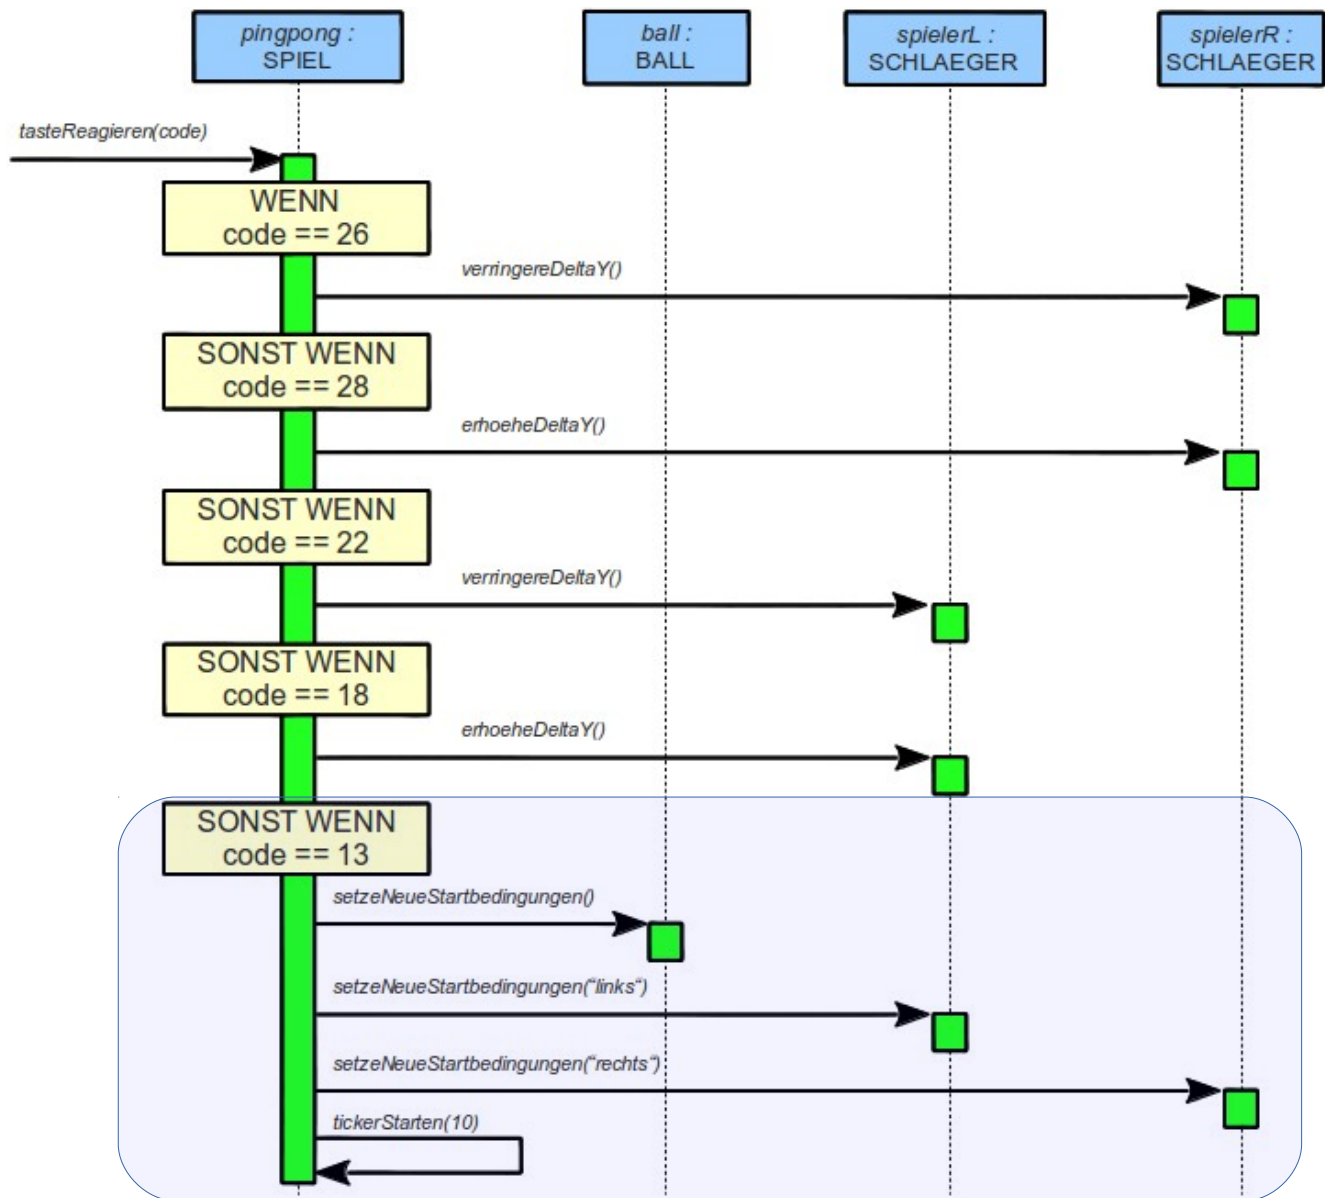 pingpong :
SPIEL
ball :
BALL
spielerL :
SCHLAEGER
spielerR :
SCHLAEGER
tasteReagieren(code)
WENN
code == 26
verringereDeltaY()
SONST WENN
code == 28
erhoeheDeltaY()
SONST WENN
code == 22
verringereDeltaY()
SONST WENN
code == 18
erhoeheDeltaY()
SONST WENN
code == 13
setzeNeueStartbedingungen()
setzeNeueStartbedingungen(“links“)
setzeNeueStartbedingungen(“rechts“)
tickerStarten(10)